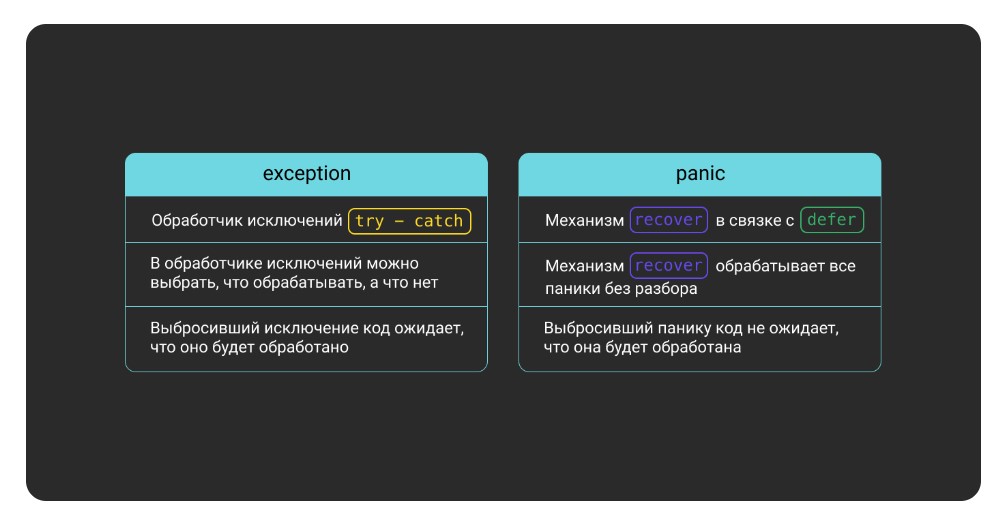 exception
Обработчик исключений try – catch
В обработчике исключений можно
выбрать, что обрабатывать, а что нет
Выбросивший исключение код ожидает,
что оно будет обработано
panic
Механизм recover в связке с defer
Механизм recover обрабатывает все
паники без разбора
Выбросивший панику код не ожидает,
что она будет обработана